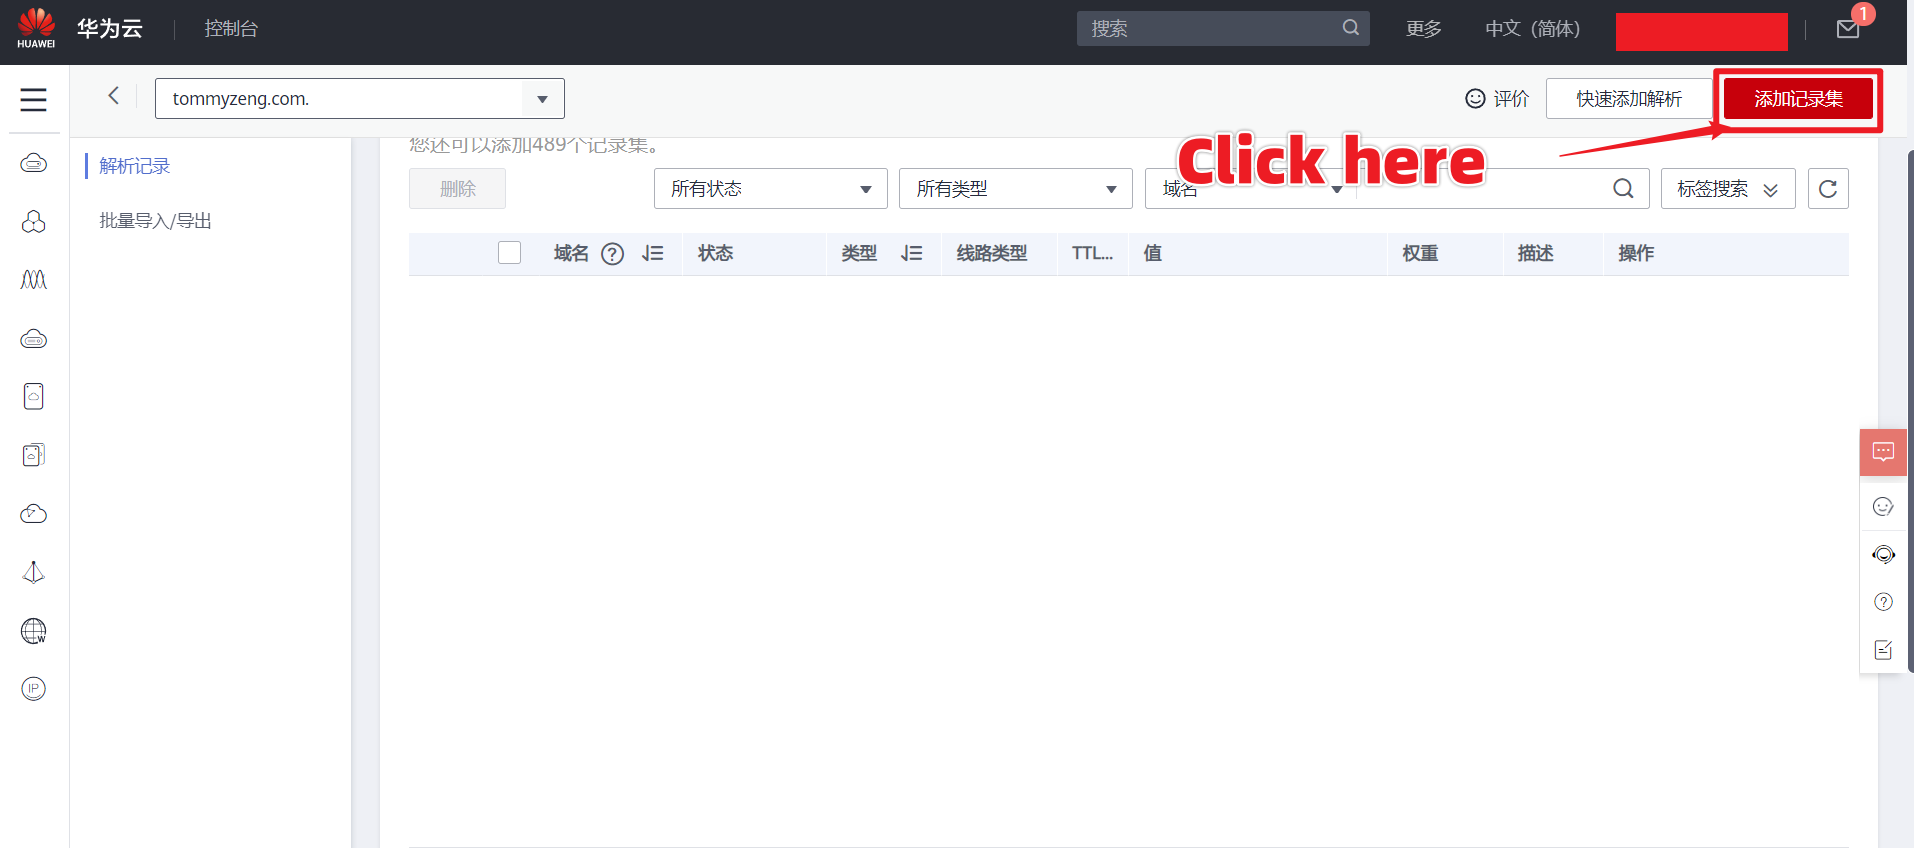 HUAWEI
华为云
控制台
搜索
更多
中文（简体）
1
tommyzeng.com.
评价
快速添加解析
添加记录集
Click here
解析记录
批量导入/导出
您还可以添加489个记录集。
删除
所有状态
所有类型
域名
标签搜索
域名 ?
状态
类型
线路类型
TTL...
值
权重
描述
操作
W
IP
?